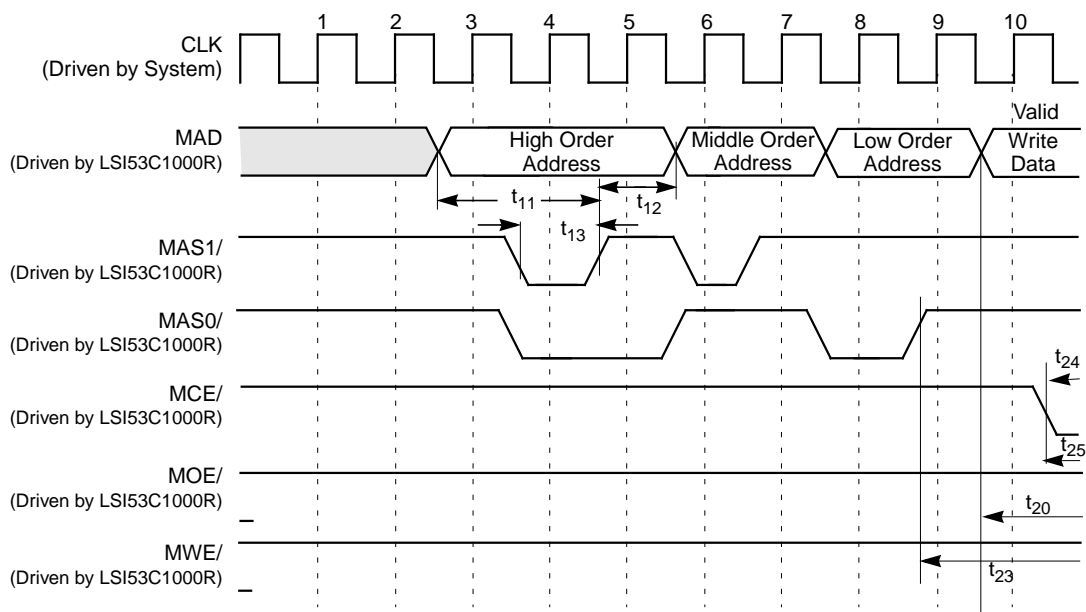 1 2 3 4 5 6 7 8 9 10
CLK
(Driven by System)
Valid
MAD
(Driven by LSI53C1000R)
High Order
Address
Middle Order
Address
Low Order
Address
Write
Data
t11
t12
t13
MAS1/
(Driven by LSI53C1000R)
MAS0/
(Driven by LSI53C1000R)
t24
MCE/
(Driven by LSI53C1000R)
t25
MOE/
(Driven by LSI53C1000R)
t20
MWE/
(Driven by LSI53C1000R)
t23